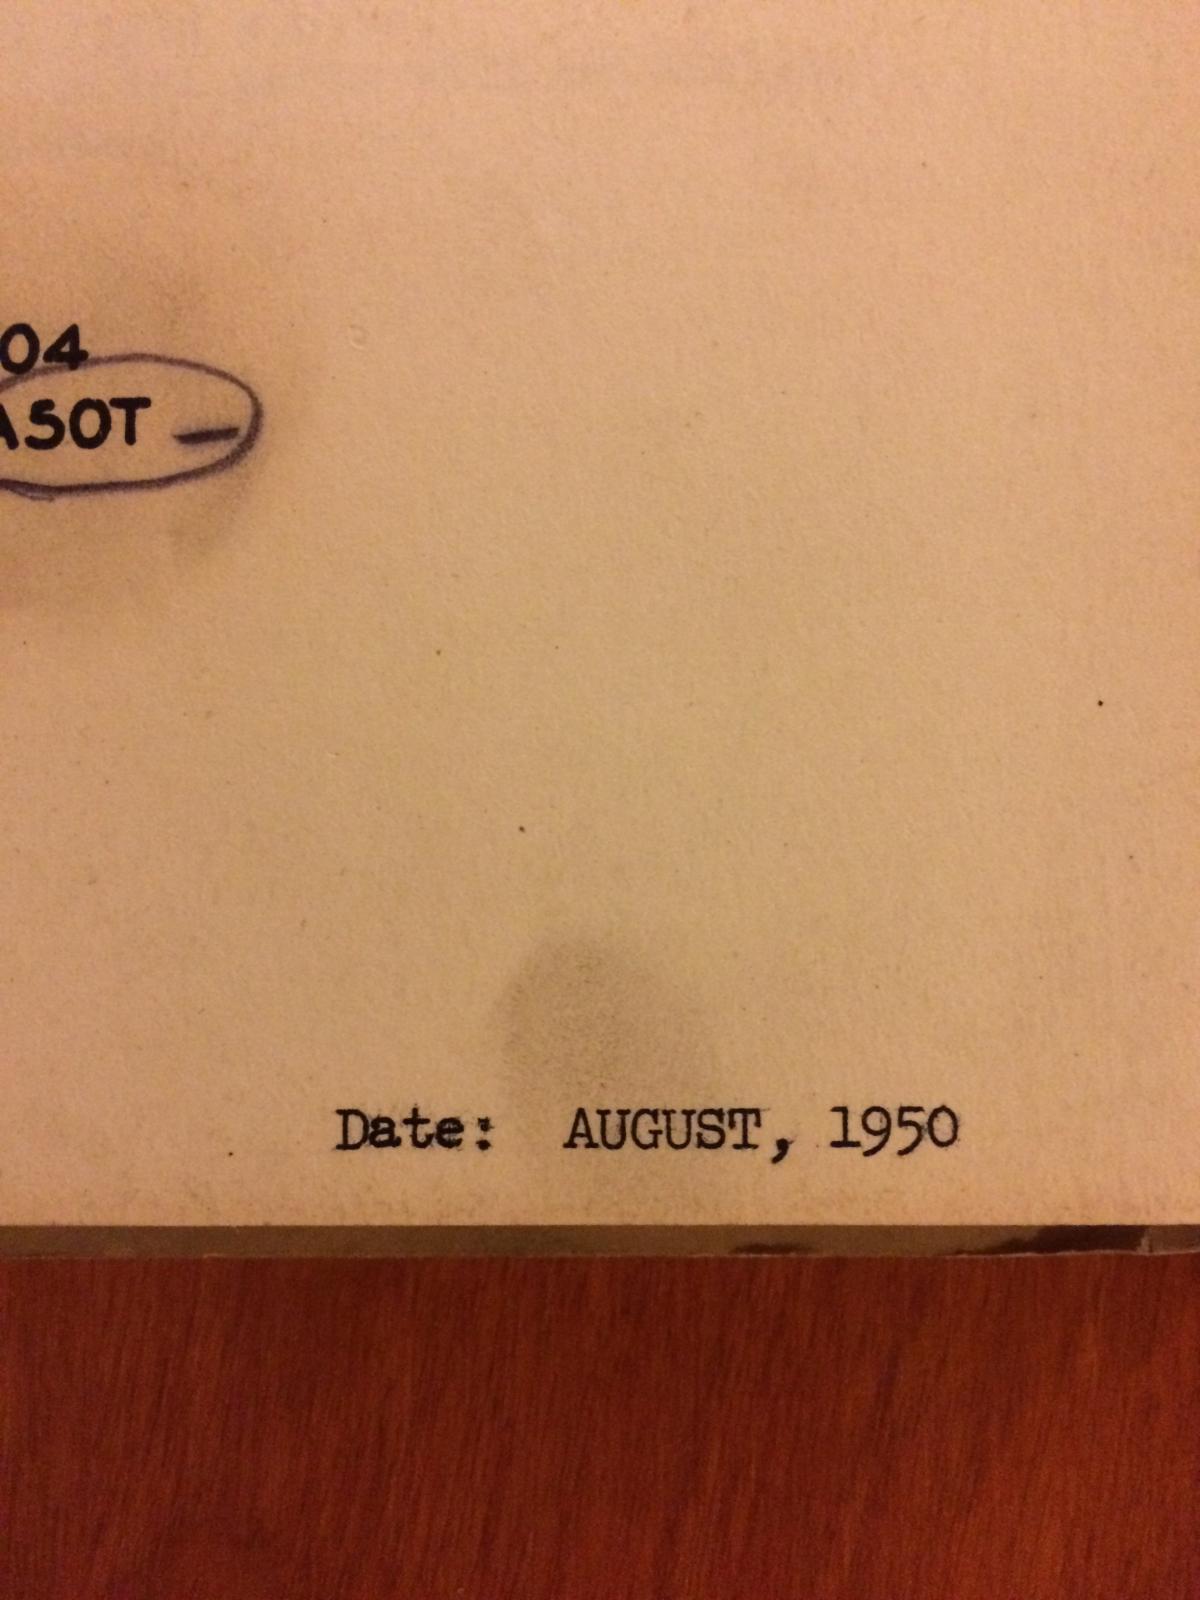 04
ASOT —
Date: AUGUST, 1950